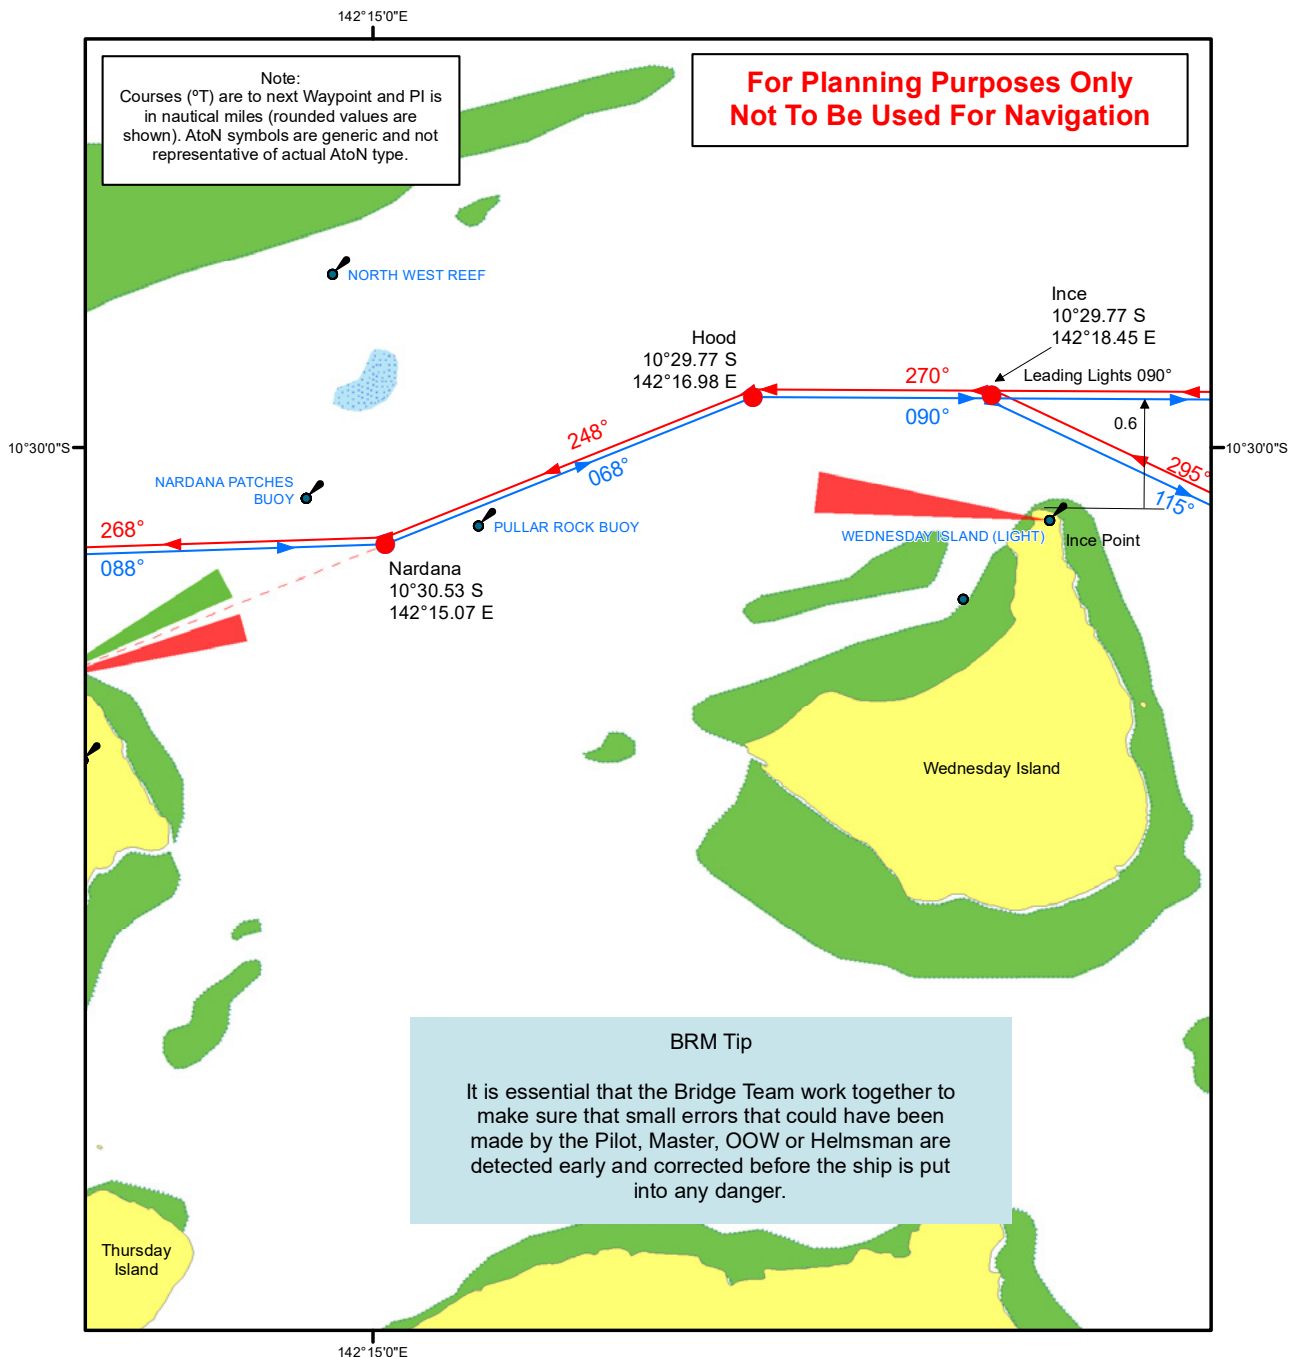 142°15'0"E
Note:
Courses (ºT) are to next Waypoint and PI is
in nautical miles (rounded values are
shown). AtoN symbols are generic and not
representative of actual AtoN type.
For Planning Purposes Only
Not To Be Used For Navigation
NORTH WEST REEF
Ince
10°29.77 S
142°18.45 E
Hood
10°29.77 S
142°16.98 E
270°
Leading Lights 090°
090°
0.6
248°
068°
10°30'0"S
10°30'0"S
295°
115°
NARDANA PATCHES
BUOY
PULLAR ROCK BUOY
268°
088°
WEDNESDAY ISLAND (LIGHT)
Ince Point
Nardana
10°30.53 S
142°15.07 E
Wednesday Island
BRM Tip
It is essential that the Bridge Team work together to
make sure that small errors that could have been
made by the Pilot, Master, OOW or Helmsman are
detected early and corrected before the ship is put
into any danger.
Thursday
Island
142°15'0"E